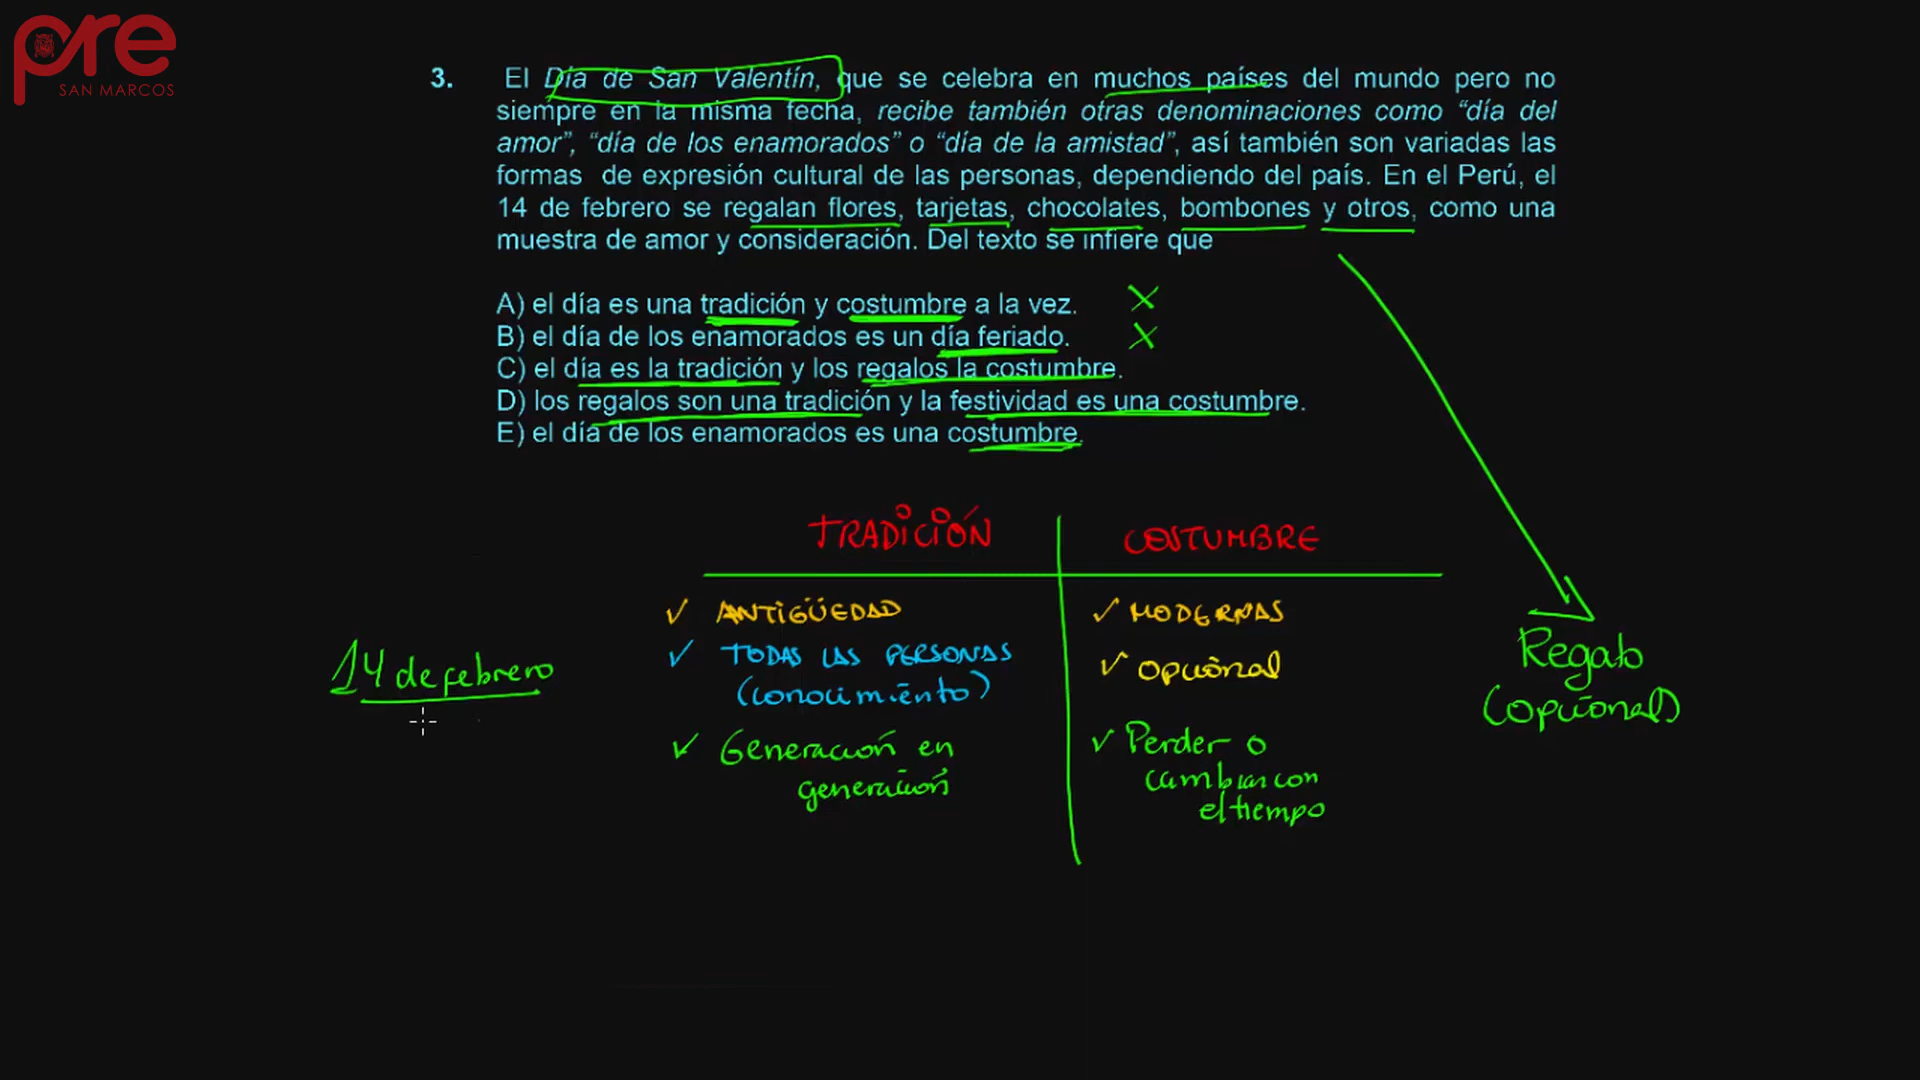 pre
SAN MARCOS
3. El Día de San Valentín, que se celebra en muchos países del mundo pero no
siempre en la misma fecha, recibe también otras denominaciones como “día del
amor”, “día de los enamorados” o “día de la amistad”, así también son variadas las
formas de expresión cultural de las personas, dependiendo del país. En el Perú, el
14 de febrero se regalan flores, tarjetas, chocolates, bombones y otros, como una
muestra de amor y consideración. Del texto se infiere que
A) el día es una tradición y costumbre a la vez.
B) el día de los enamorados es un día feriado.
C) el día es la tradición y los regalos la costumbre.
D) los regalos son una tradición y la festividad es una costumbre.
E) el día de los enamorados es una costumbre.
TRADICIÓN
COSTUMBRE
✓ ANTIGÜEDAD
✓ MODERNAS
✓ TODAS LAS PERSONAS
(conocimiento)
✓ opcional
✓ Generación en
generación
✓ Perder o
cambiar con
el tiempo
14 de febrero
Regalo
(opcional)